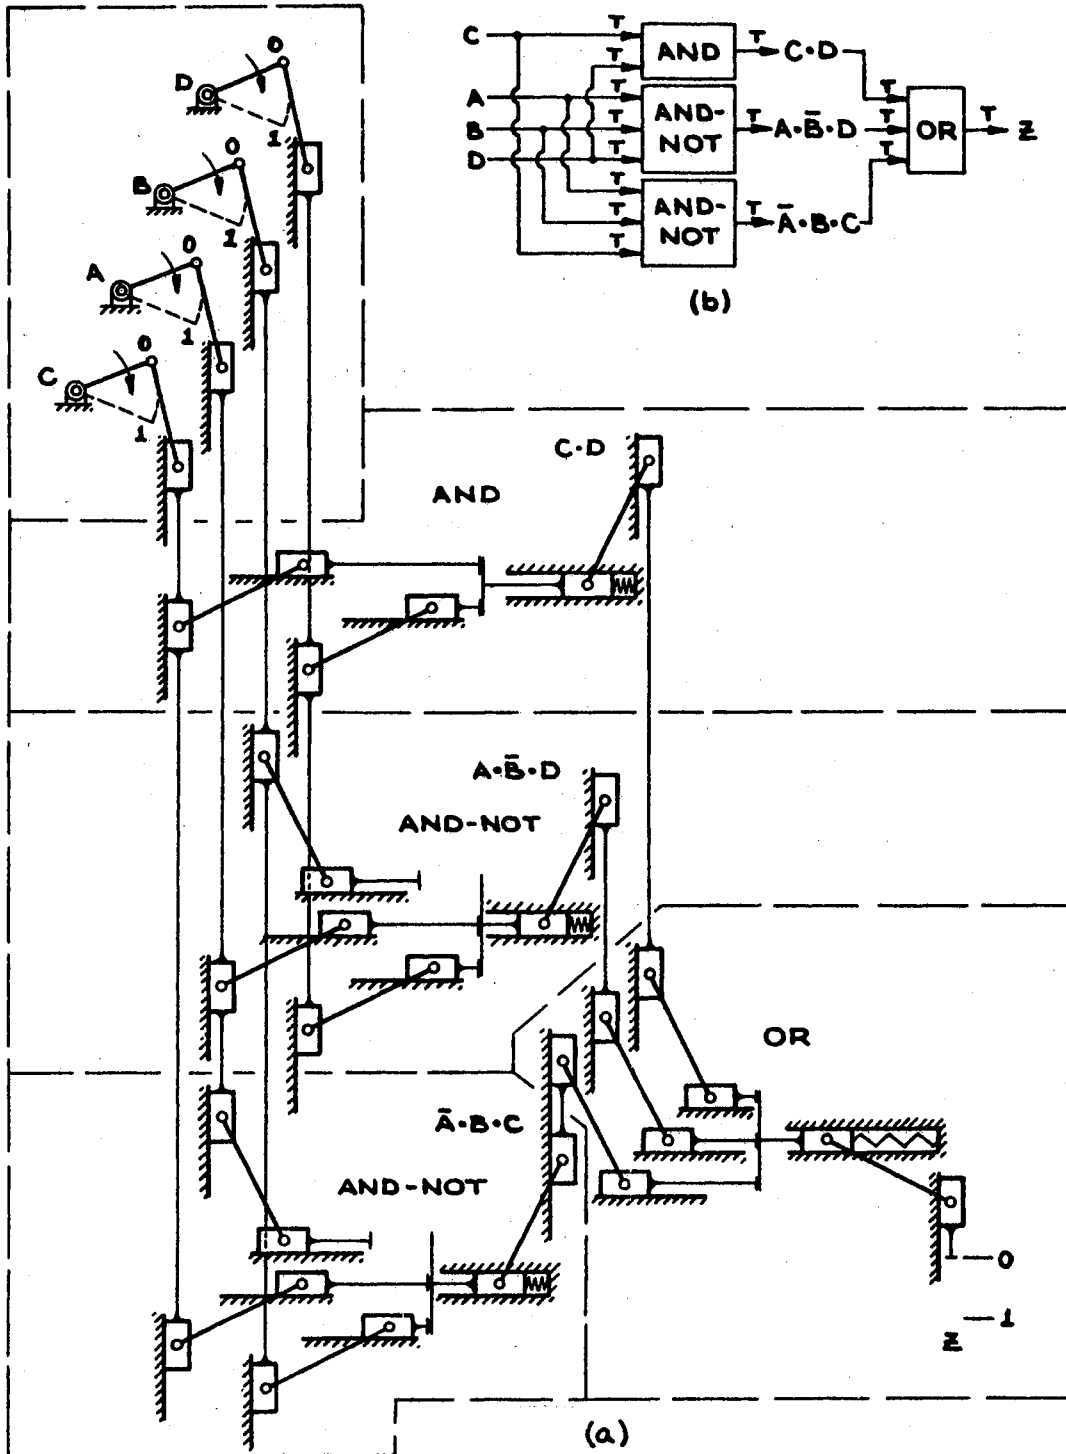 D
0
1
B
0
1
A
0
1
C
0
1
C T AND T C·D
T
A T AND-NOT T A·B̄·D
B T
D T
T AND-NOT T Ā·B·C
T
T
T OR T Z
T
T
(b)
AND
C·D
A·B̄·D
AND-NOT
OR
Ā·B·C
AND-NOT
0
1
Z
(a)